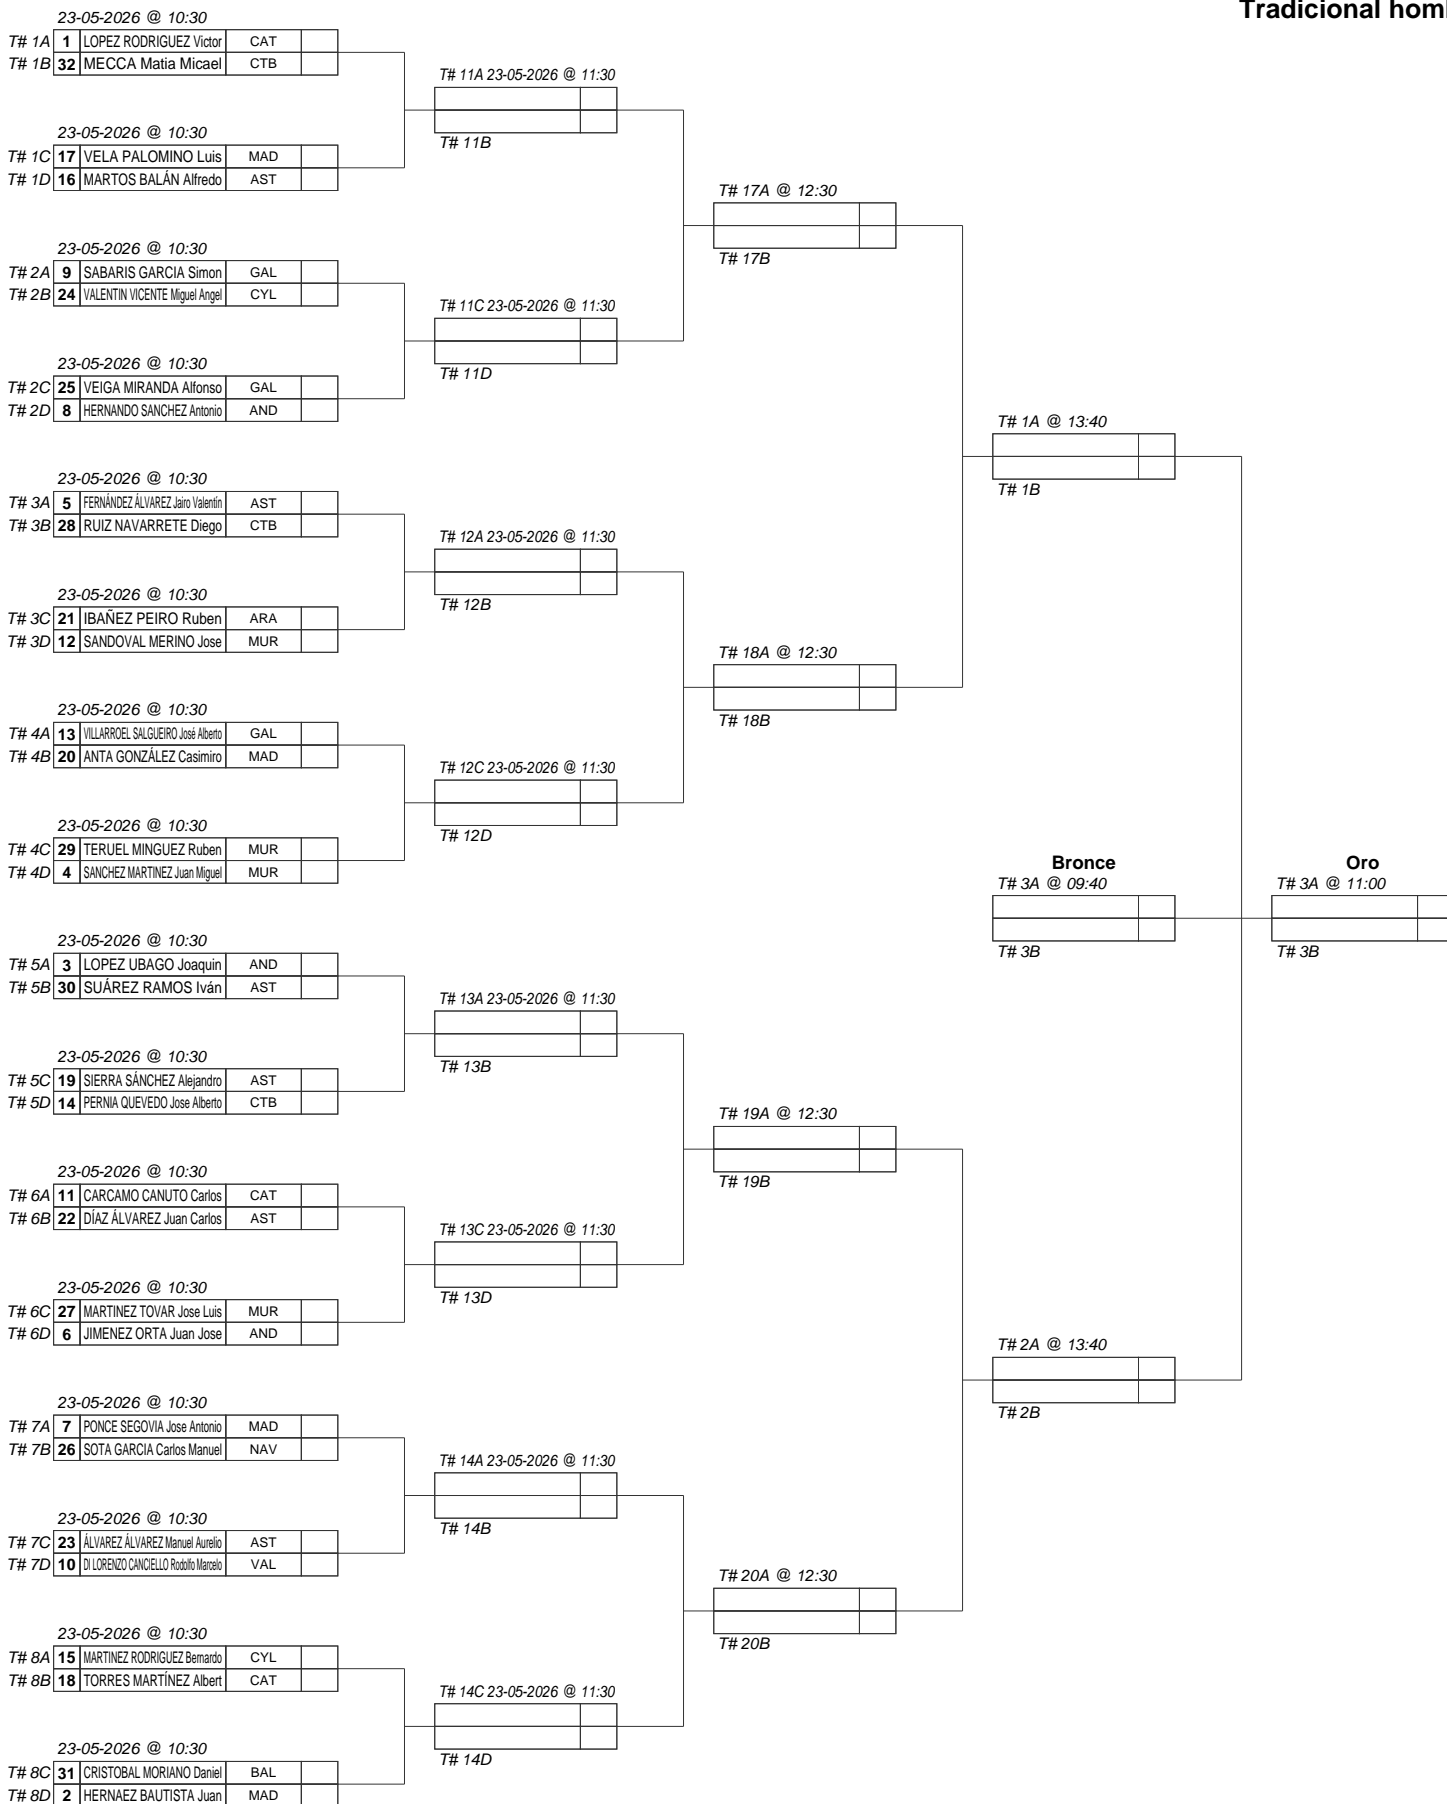 Tradicional hom
23-05-2026 @ 10:30
T# 1A 1 LOPEZ RODRIGUEZ Victor CAT
T# 1B 32 MECCA Matia Micael CTB
T# 11A 23-05-2026 @ 11:30
T# 11B
23-05-2026 @ 10:30
T# 1C 17 VELA PALOMINO Luis MAD
T# 1D 16 MARTOS BALÁN Alfredo AST
T# 17A @ 12:30
T# 17B
23-05-2026 @ 10:30
T# 2A 9 SABARIS GARCIA Simon GAL
T# 2B 24 VALENTIN VICENTE Miguel Angel CYL
T# 11C 23-05-2026 @ 11:30
T# 11D
23-05-2026 @ 10:30
T# 2C 25 VEIGA MIRANDA Alfonso GAL
T# 2D 8 HERNANDO SANCHEZ Antonio AND
T# 1A @ 13:40
T# 1B
23-05-2026 @ 10:30
T# 3A 5 FERNÁNDEZ ÁLVAREZ Jairo Valentín AST
T# 3B 28 RUIZ NAVARRETE Diego CTB
T# 12A 23-05-2026 @ 11:30
T# 12B
23-05-2026 @ 10:30
T# 3C 21 IBAÑEZ PEIRO Ruben ARA
T# 3D 12 SANDOVAL MERINO Jose MUR
T# 18A @ 12:30
T# 18B
23-05-2026 @ 10:30
T# 4A 13 VILLARROEL SALGUEIRO José Alberto GAL
T# 4B 20 ANTA GONZÁLEZ Casimiro MAD
T# 12C 23-05-2026 @ 11:30
T# 12D
23-05-2026 @ 10:30
T# 4C 29 TERUEL MINGUEZ Ruben MUR
T# 4D 4 SANCHEZ MARTINEZ Juan Miguel MUR
Bronce
T# 3A @ 09:40
T# 3B
Oro
T# 3A @ 11:00
T# 3B
23-05-2026 @ 10:30
T# 5A 3 LOPEZ UBAGO Joaquin AND
T# 5B 30 SUÁREZ RAMOS Iván AST
T# 13A 23-05-2026 @ 11:30
T# 13B
23-05-2026 @ 10:30
T# 5C 19 SIERRA SÁNCHEZ Alejandro AST
T# 5D 14 PERNIA QUEVEDO Jose Alberto CTB
T# 19A @ 12:30
T# 19B
23-05-2026 @ 10:30
T# 6A 11 CARCAMO CANUTO Carlos CAT
T# 6B 22 DÍAZ ÁLVAREZ Juan Carlos AST
T# 13C 23-05-2026 @ 11:30
T# 13D
23-05-2026 @ 10:30
T# 6C 27 MARTINEZ TOVAR Jose Luis MUR
T# 6D 6 JIMENEZ ORTA Juan Jose AND
T# 2A @ 13:40
T# 2B
23-05-2026 @ 10:30
T# 7A 7 PONCE SEGOVIA Jose Antonio MAD
T# 7B 26 SOTA GARCIA Carlos Manuel NAV
T# 14A 23-05-2026 @ 11:30
T# 14B
23-05-2026 @ 10:30
T# 7C 23 ÁLVAREZ ÁLVAREZ Manuel Aurelio AST
T# 7D 10 DI LORENZO CANCIELLO Rodolfo Marcelo VAL
T# 20A @ 12:30
T# 20B
23-05-2026 @ 10:30
T# 8A 15 MARTINEZ RODRIGUEZ Bernardo CYL
T# 8B 18 TORRES MARTÍNEZ Albert CAT
T# 14C 23-05-2026 @ 11:30
T# 14D
23-05-2026 @ 10:30
T# 8C 31 CRISTOBAL MORIANO Daniel BAL
T# 8D 2 HERNAEZ BAUTISTA Juan MAD